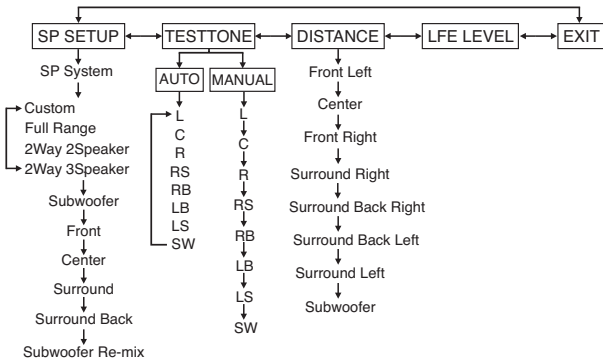 SP SETUP
TESTTONE
DISTANCE
LFE LEVEL
EXIT
SP System
Custom
Full Range
2Way 2Speaker
2Way 3Speaker
Subwoofer
Front
Center
Surround
Surround Back
Subwoofer Re-mix
AUTO
L
C
R
RS
RB
LB
LS
SW
MANUAL
L
C
R
RS
RB
LB
LS
SW
Front Left
Center
Front Right
Surround Right
Surround Back Right
Surround Back Left
Surround Left
Subwoofer